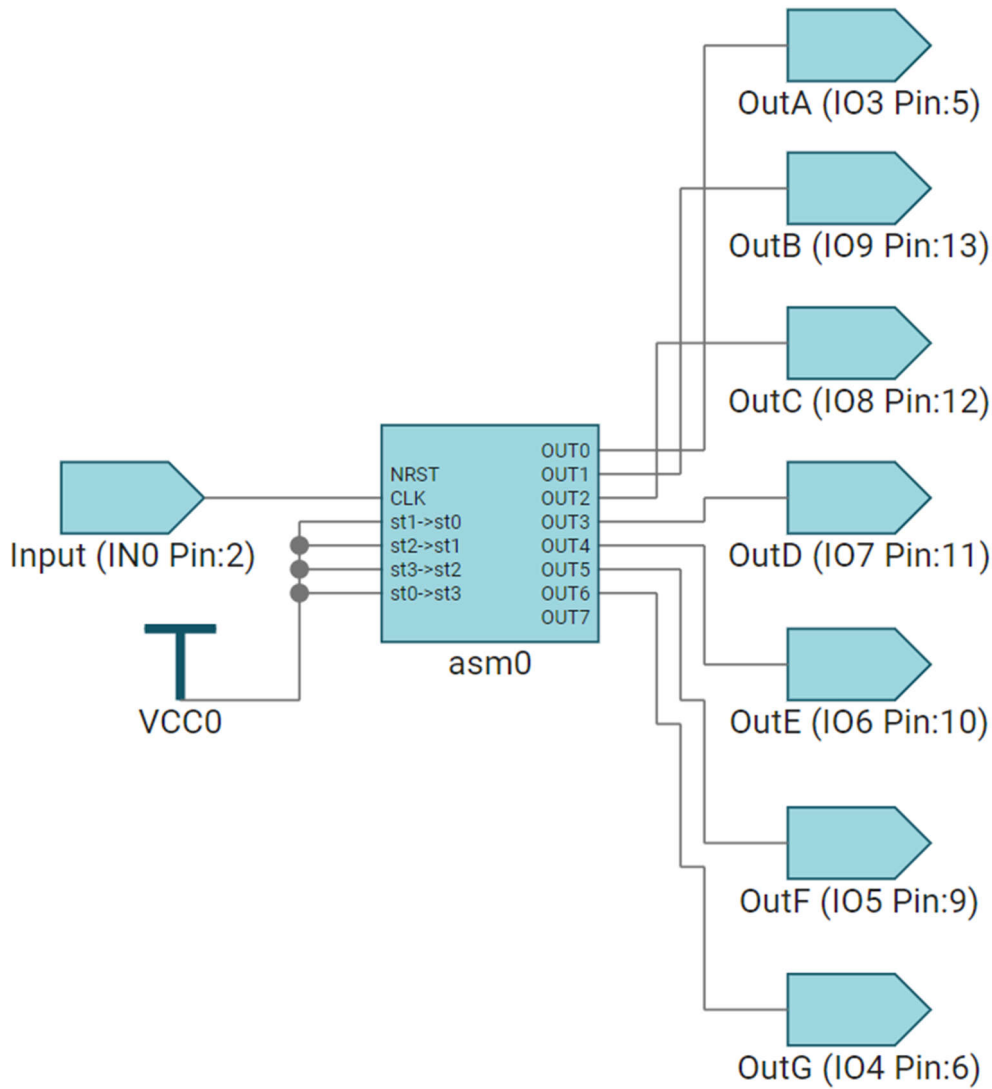 OutA (IO3 Pin:5)
OutB (IO9 Pin:13)
OutC (IO8 Pin:12)
Input (IN0 Pin:2)
NRST
CLK
st1->st0
st2->st1
st3->st2
st0->st3
OUT0
OUT1
OUT2
OUT3
OUT4
OUT5
OUT6
OUT7
asm0
VCC0
OutD (IO7 Pin:11)
OutE (IO6 Pin:10)
OutF (IO5 Pin:9)
OutG (IO4 Pin:6)